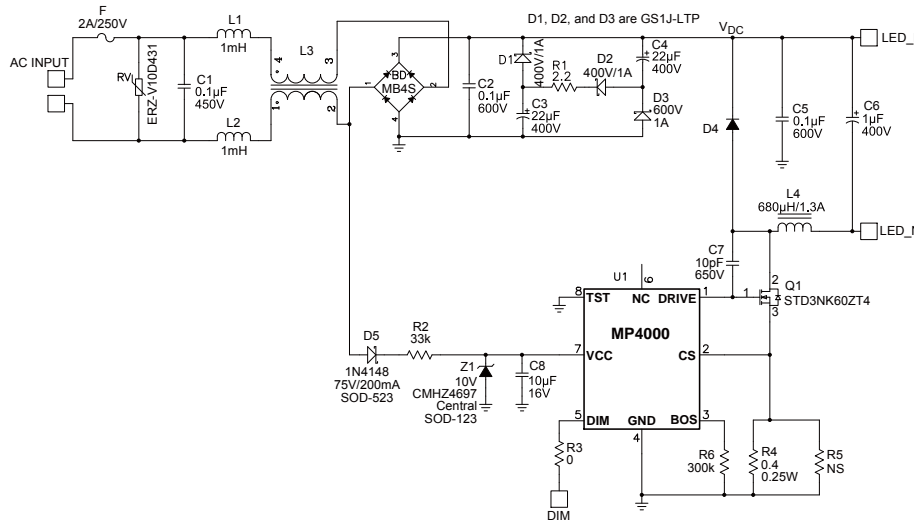 F
2A/250V
L1
1mH
L3
4
3
D1, D2, and D3 are GS1J-LTP
VDC
LED_
AC INPUT
RV
ERZ-V10D431
C1
0.1µF
450V
1
2
L2
1mH
3
BD
MB4S
1
2
4
C2
0.1µF
600V
D1
400V/1A
R1
2.2
D2
400V/1A
C4
22µF
400V
C3
22µF
400V
D3
600V
1A
D4
C5
0.1µF
600V
C6
1µF
400V
L4
680µH/1.3A
LED_
C7
10pF
650V
Q1
STD3NK60ZT4
2
1
3
U1
6
8
TST
NC
DRIVE
1
MP4000
7
VCC
CS
2
5
DIM
GND
BOS
3
4
D5
1N4148
75V/200mA
SOD-523
R2
33k
Z1
10V
CMHZ4697
Central
SOD-123
C8
10µF
16V
R3
0
DIM
R6
300k
R4
0.4
0.25W
R5
NS